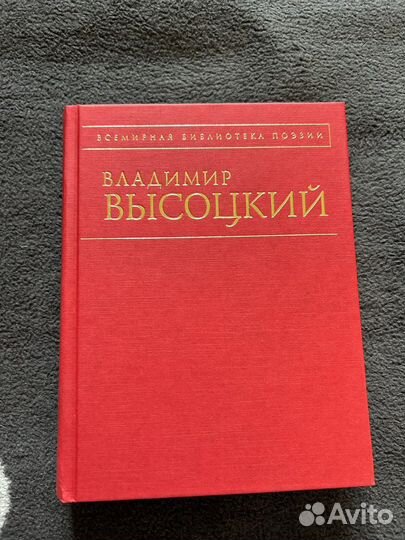 ВСЕМИРНАЯ БИБЛИОТЕКА ПОЭЗИИ
ВЛАДИМИР
ВЫСОЦКИЙ
Avito